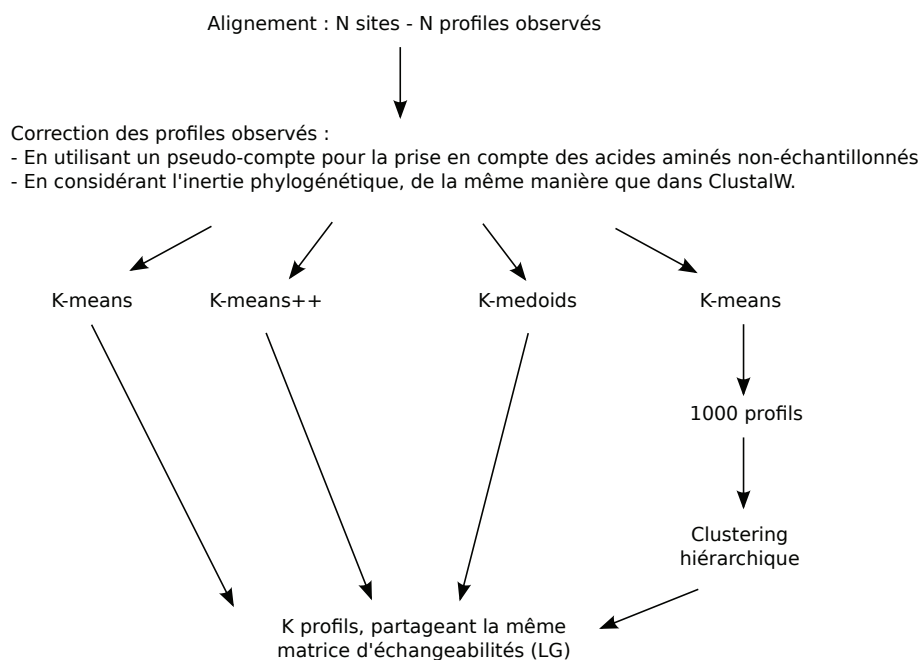 Alignement : N sites - N profiles observés
Correction des profiles observés :
- En utilisant un pseudo-compte pour la prise en compte des acides aminés non-échantillonnés
- En considérant l'inertie phylogénétique, de la même manière que dans ClustalW.
K-means
K-means++
K-medoids
K-means
1000 profils
Clustering
hiérarchique
K profils, partageant la même
matrice d'échangeabilités (LG)